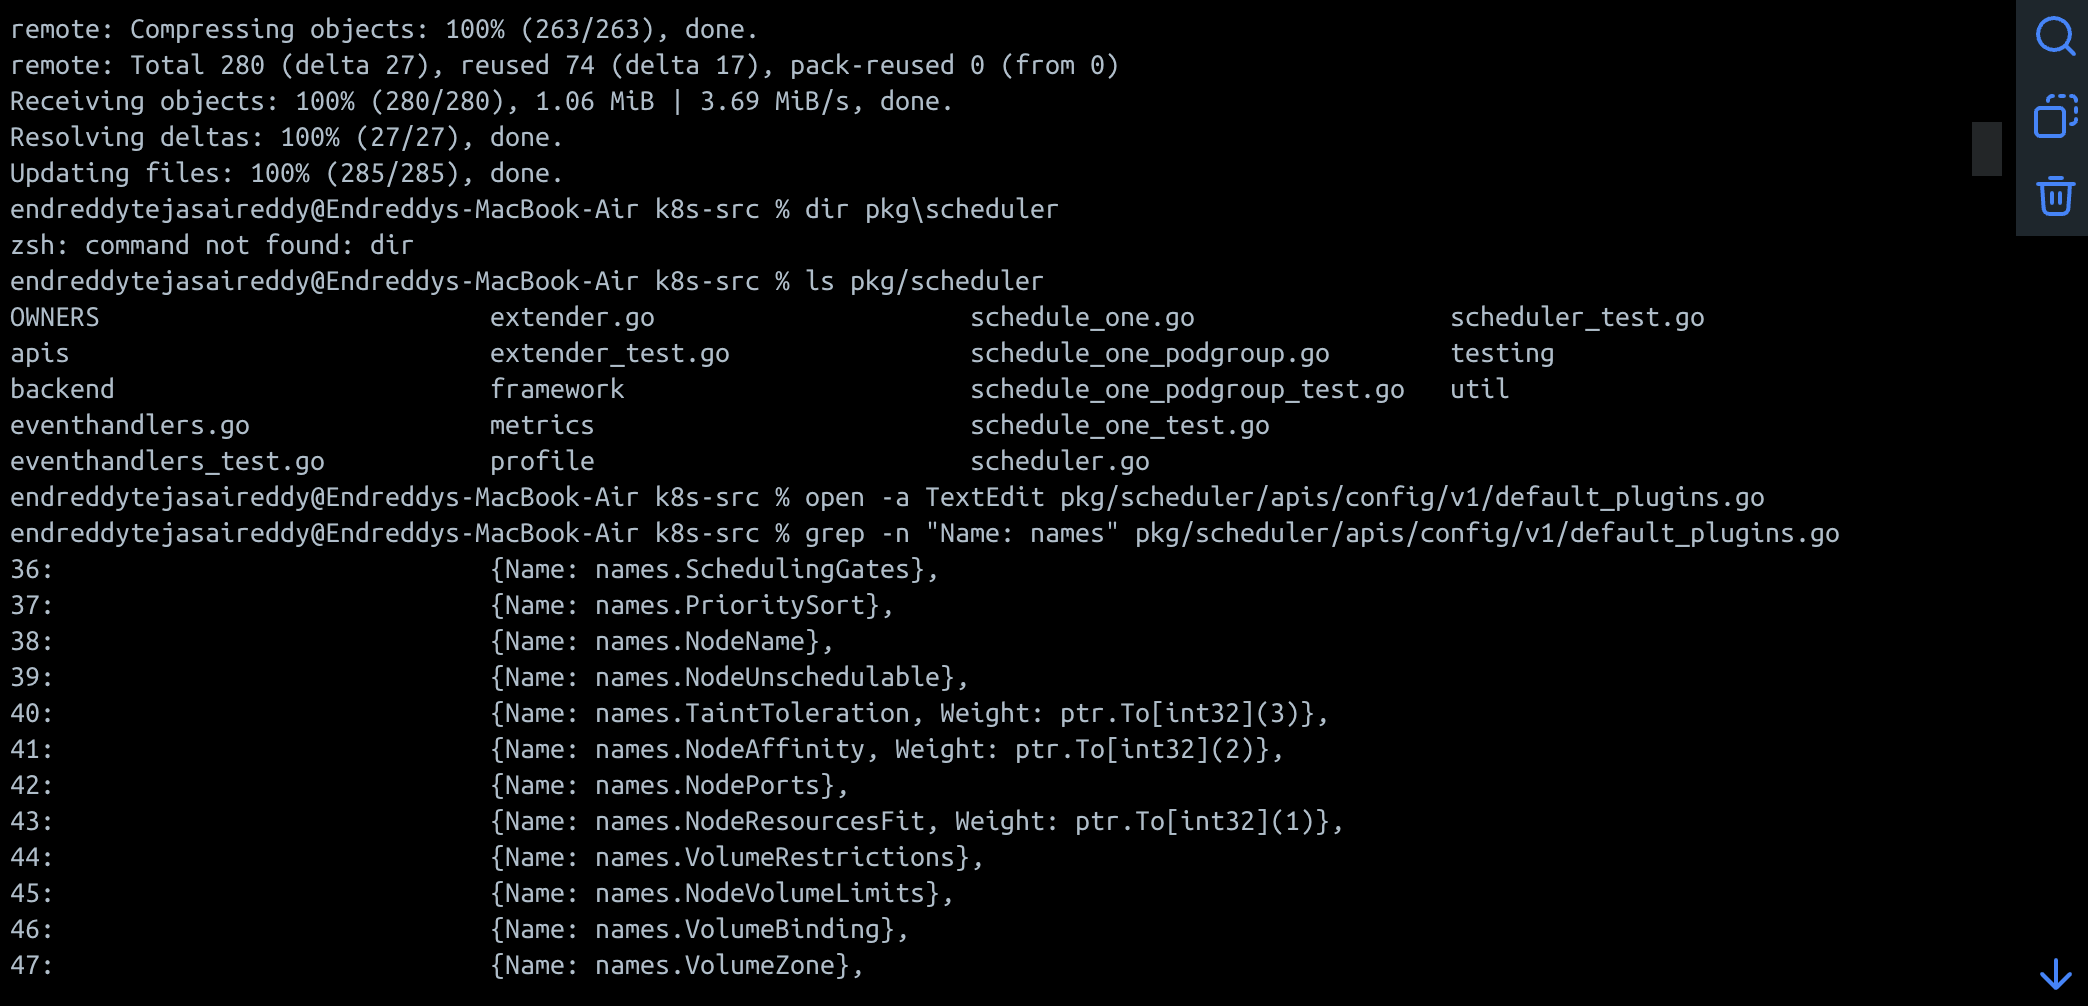 remote: Compressing objects: 100% (263/263), done.
remote: Total 280 (delta 27), reused 74 (delta 17), pack-reused 0 (from 0)
Receiving objects: 100% (280/280), 1.06 MiB | 3.69 MiB/s, done.
Resolving deltas: 100% (27/27), done.
Updating files: 100% (285/285), done.
endreddytejasaireddy@Endreddys-MacBook-Air k8s-src % dir pkg\scheduler
zsh: command not found: dir
endreddytejasaireddy@Endreddys-MacBook-Air k8s-src % ls pkg/scheduler
OWNERS                          extender.go                     schedule_one.go                 scheduler_test.go
apis                            extender_test.go                schedule_one_podgroup.go        testing
backend                         framework                       schedule_one_podgroup_test.go   util
eventhandlers.go                metrics                         schedule_one_test.go
eventhandlers_test.go           profile                         scheduler.go
endreddytejasaireddy@Endreddys-MacBook-Air k8s-src % open -a TextEdit pkg/scheduler/apis/config/v1/default_plugins.go
endreddytejasaireddy@Endreddys-MacBook-Air k8s-src % grep -n "Name: names" pkg/scheduler/apis/config/v1/default_plugins.go
36:                             {Name: names.SchedulingGates},
37:                             {Name: names.PrioritySort},
38:                             {Name: names.NodeName},
39:                             {Name: names.NodeUnschedulable},
40:                             {Name: names.TaintToleration, Weight: ptr.To[int32](3)},
41:                             {Name: names.NodeAffinity, Weight: ptr.To[int32](2)},
42:                             {Name: names.NodePorts},
43:                             {Name: names.NodeResourcesFit, Weight: ptr.To[int32](1)},
44:                             {Name: names.VolumeRestrictions},
45:                             {Name: names.NodeVolumeLimits},
46:                             {Name: names.VolumeBinding},
47:                             {Name: names.VolumeZone},